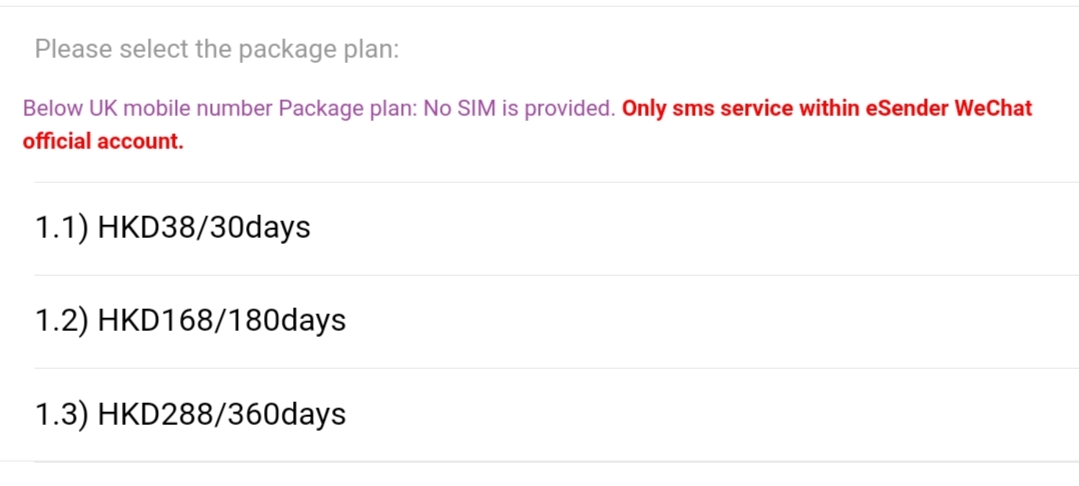 Please select the package plan:
Below UK mobile number Package plan: No SIM is provided. Only sms service within eSender WeChat
official account.
1.1) HKD38/30days
1.2) HKD168/180days
1.3) HKD288/360days